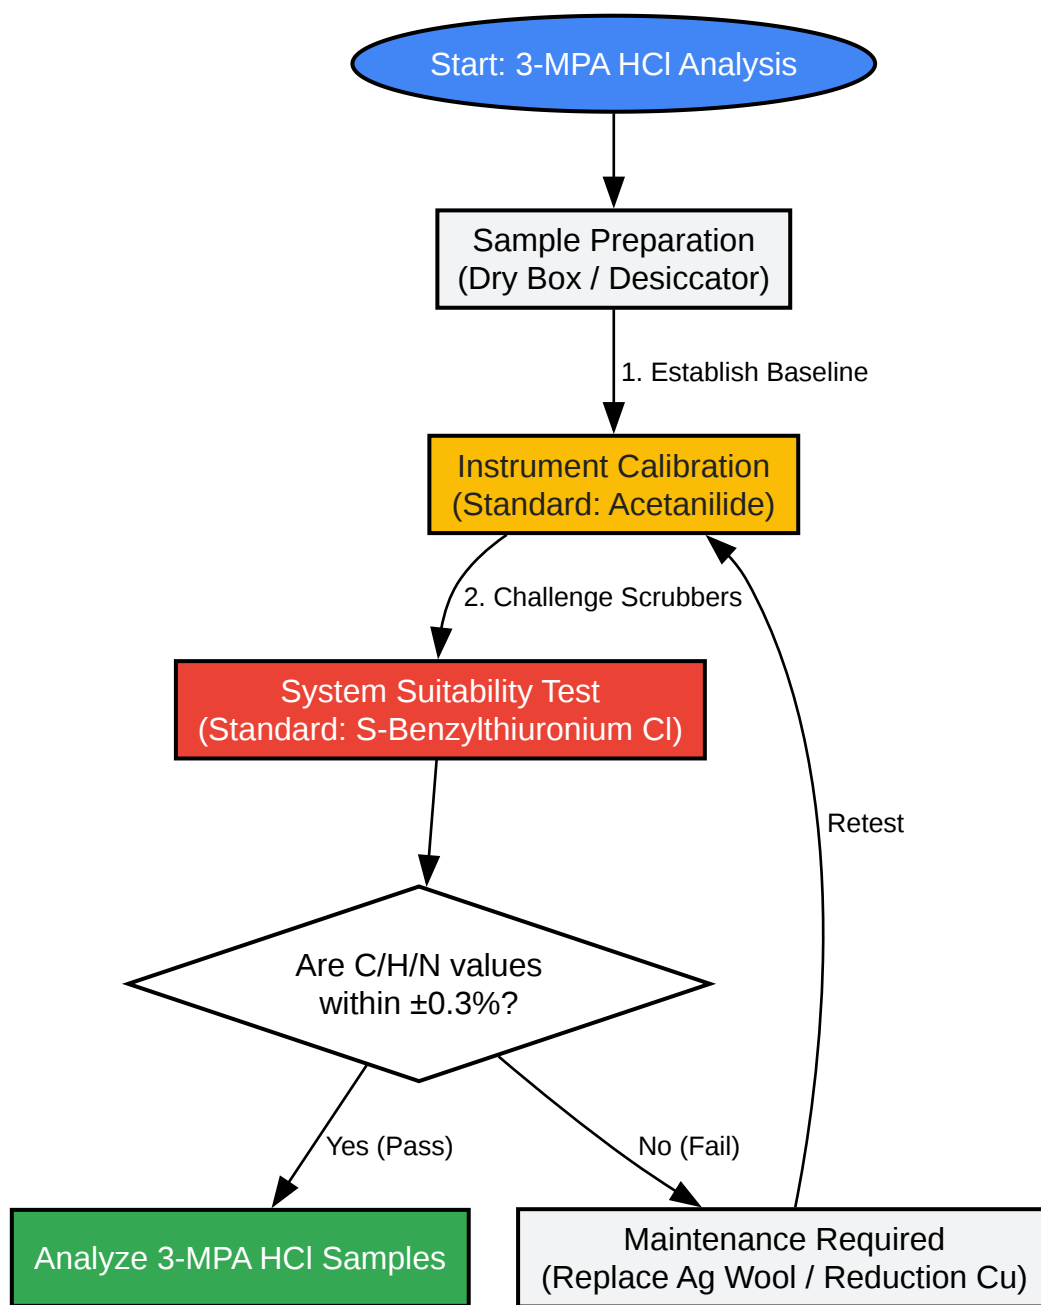 Start: 3-MPA HCl Analysis
Sample Preparation
(Dry Box / Desiccator)
1. Establish Baseline
Instrument Calibration
(Standard: Acetanilide)
2. Challenge Scrubbers
System Suitability Test
(Standard: S-Benzylthiuronium Cl)
Retest
Are C/H/N values
within ±0.3%?
Yes (Pass)
No (Fail)
Analyze 3-MPA HCl Samples
Maintenance Required
(Replace Ag Wool / Reduction Cu)